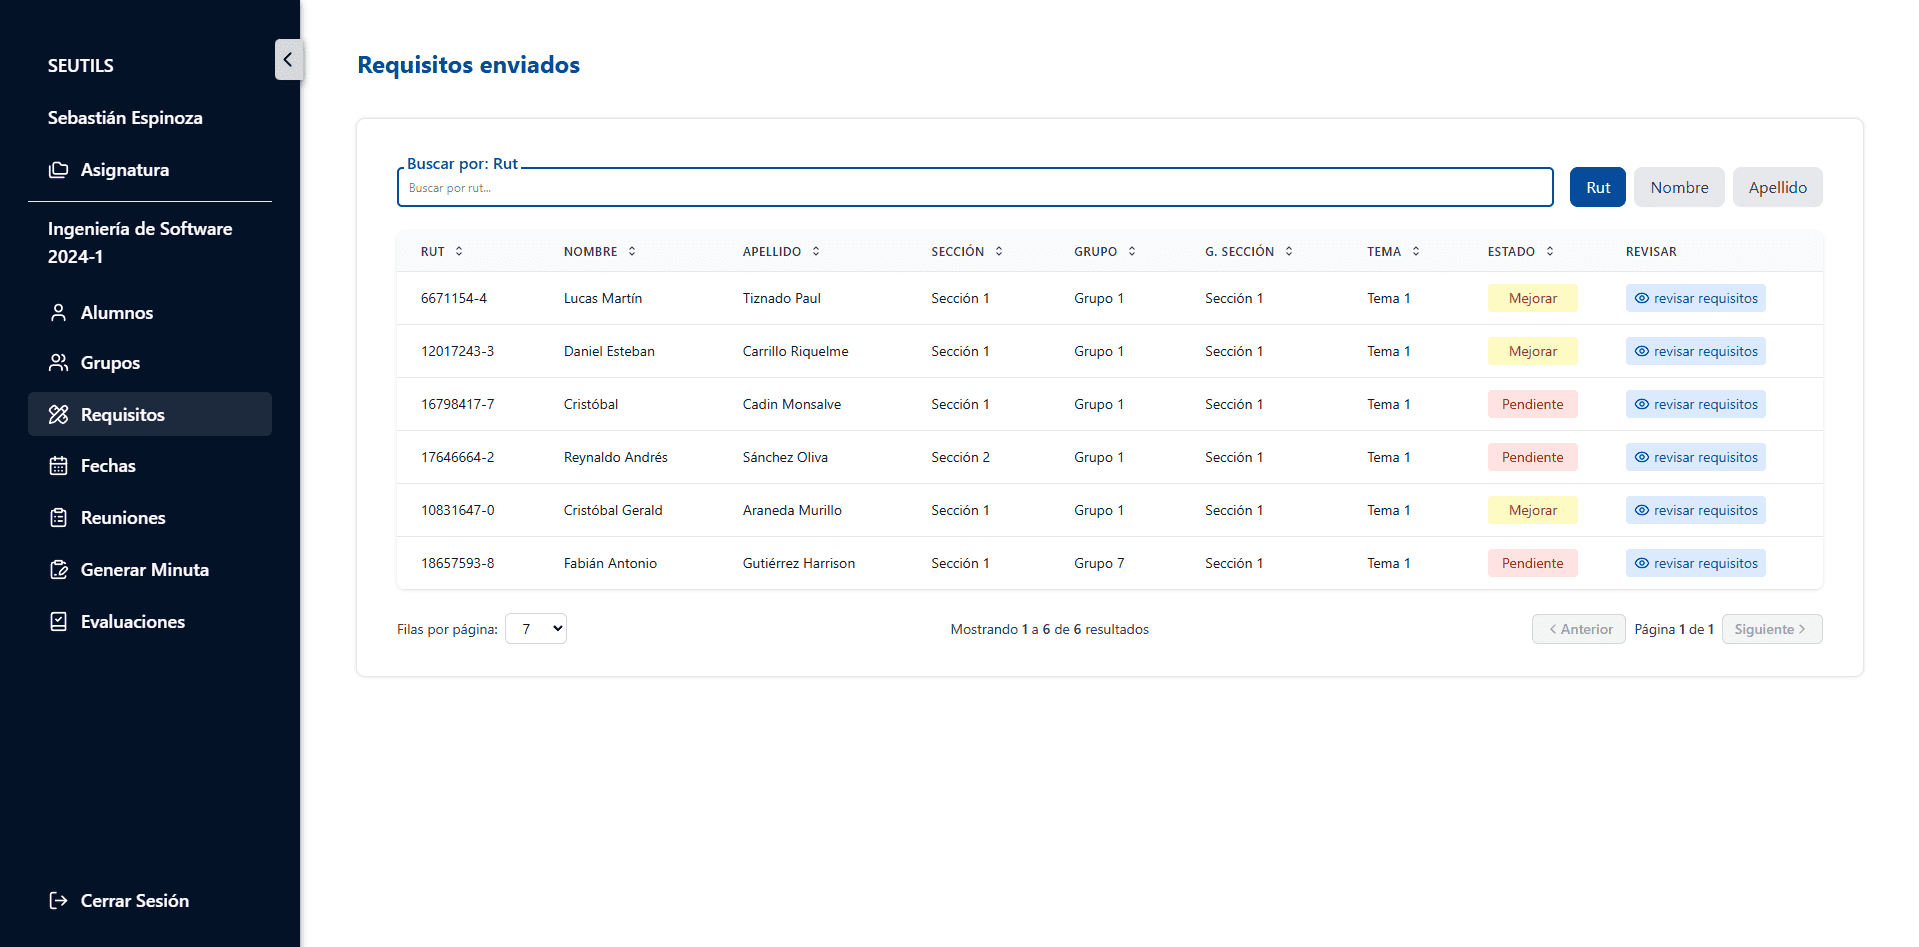 SEUTILS
Sebastián Espinoza
Asignatura
Ingeniería de Software
2024-1
Alumnos
Grupos
Requisitos
Fechas
Reuniones
Generar Minuta
Evaluaciones
Cerrar Sesión
Requisitos enviados
Buscar por: Rut
Buscar por rut...
Rut Nombre Apellido
RUT NOMBRE APELLIDO SECCIÓN GRUPO G. SECCIÓN TEMA ESTADO REVISAR
6671154-4 Lucas Martín Tiznado Paul Sección 1 Grupo 1 Sección 1 Tema 1 Mejorar revisar requisitos
12017243-3 Daniel Esteban Carrillo Riquelme Sección 1 Grupo 1 Sección 1 Tema 1 Mejorar revisar requisitos
16798417-7 Cristóbal Cadin Monsalve Sección 1 Grupo 1 Sección 1 Tema 1 Pendiente revisar requisitos
17646664-2 Reynaldo Andrés Sánchez Oliva Sección 2 Grupo 1 Sección 1 Tema 1 Pendiente revisar requisitos
10831647-0 Cristóbal Gerald Araneda Murillo Sección 1 Grupo 1 Sección 1 Tema 1 Mejorar revisar requisitos
18657593-8 Fabián Antonio Gutiérrez Harrison Sección 1 Grupo 7 Sección 1 Tema 1 Pendiente revisar requisitos
Filas por página: 7 Mostrando 1 a 6 de 6 resultados Anterior Página 1 de 1 Siguiente